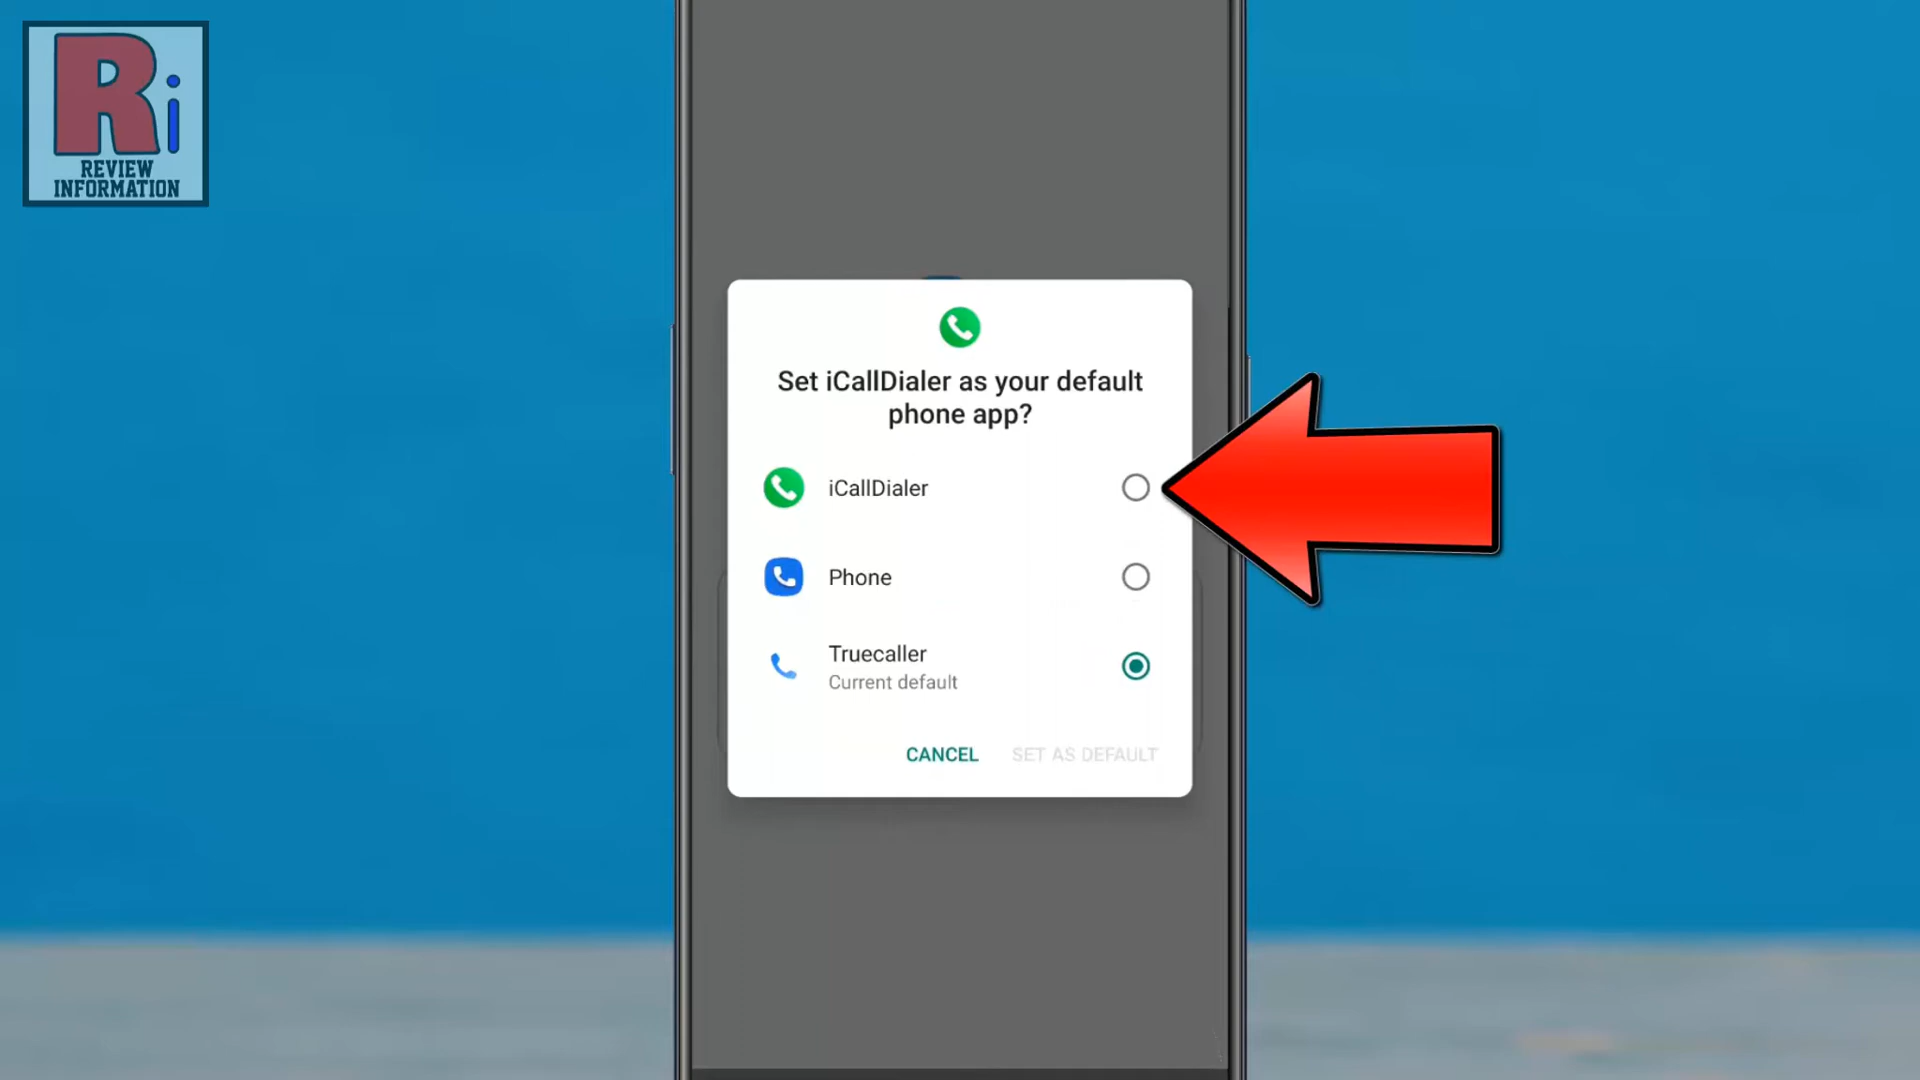 Ri
REVIEW
INFORMATION
Set iCallDialer as your default
phone app?
iCallDialer
Phone
Truecaller
Current default
CANCEL SET AS DEFAULT